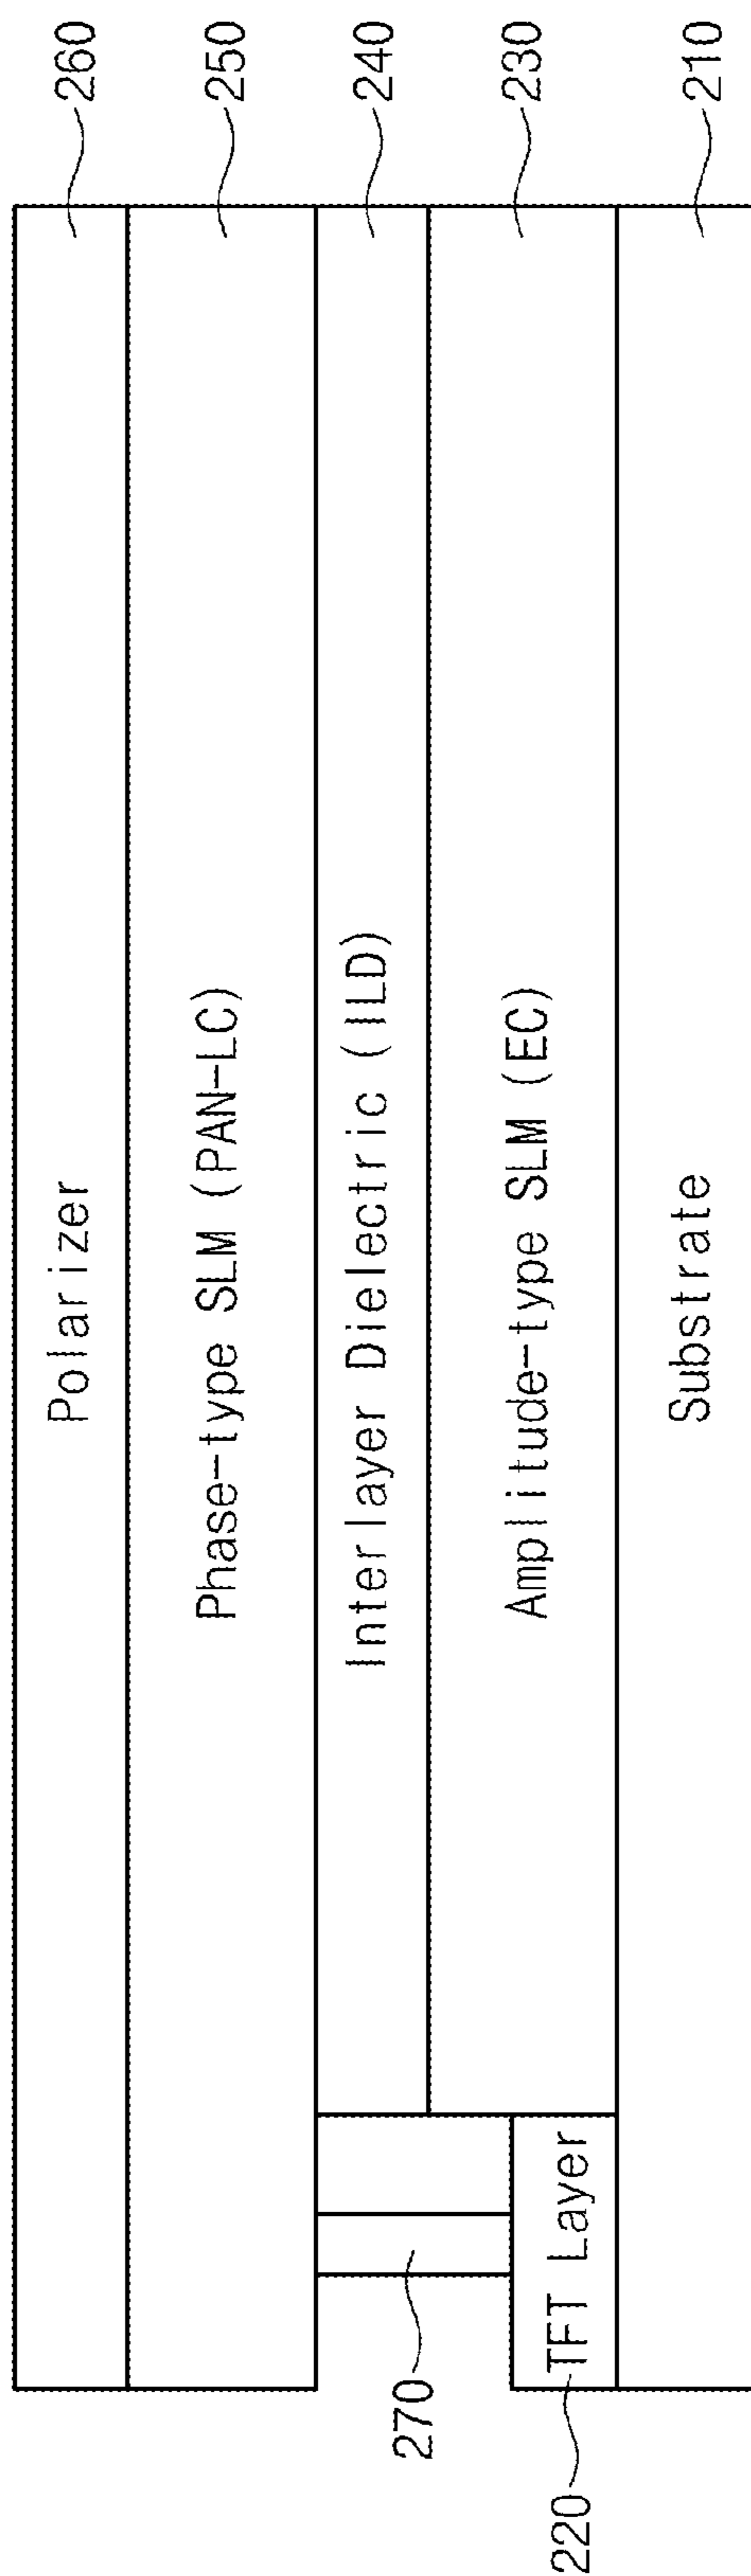 Polarizer
260
Phase-type SLM (PAN-LC)
250
Interlayer Dielectric (ILD)
240
Amplitude-type SLM (EC)
230
Substrate
210
270
TFT Layer
220